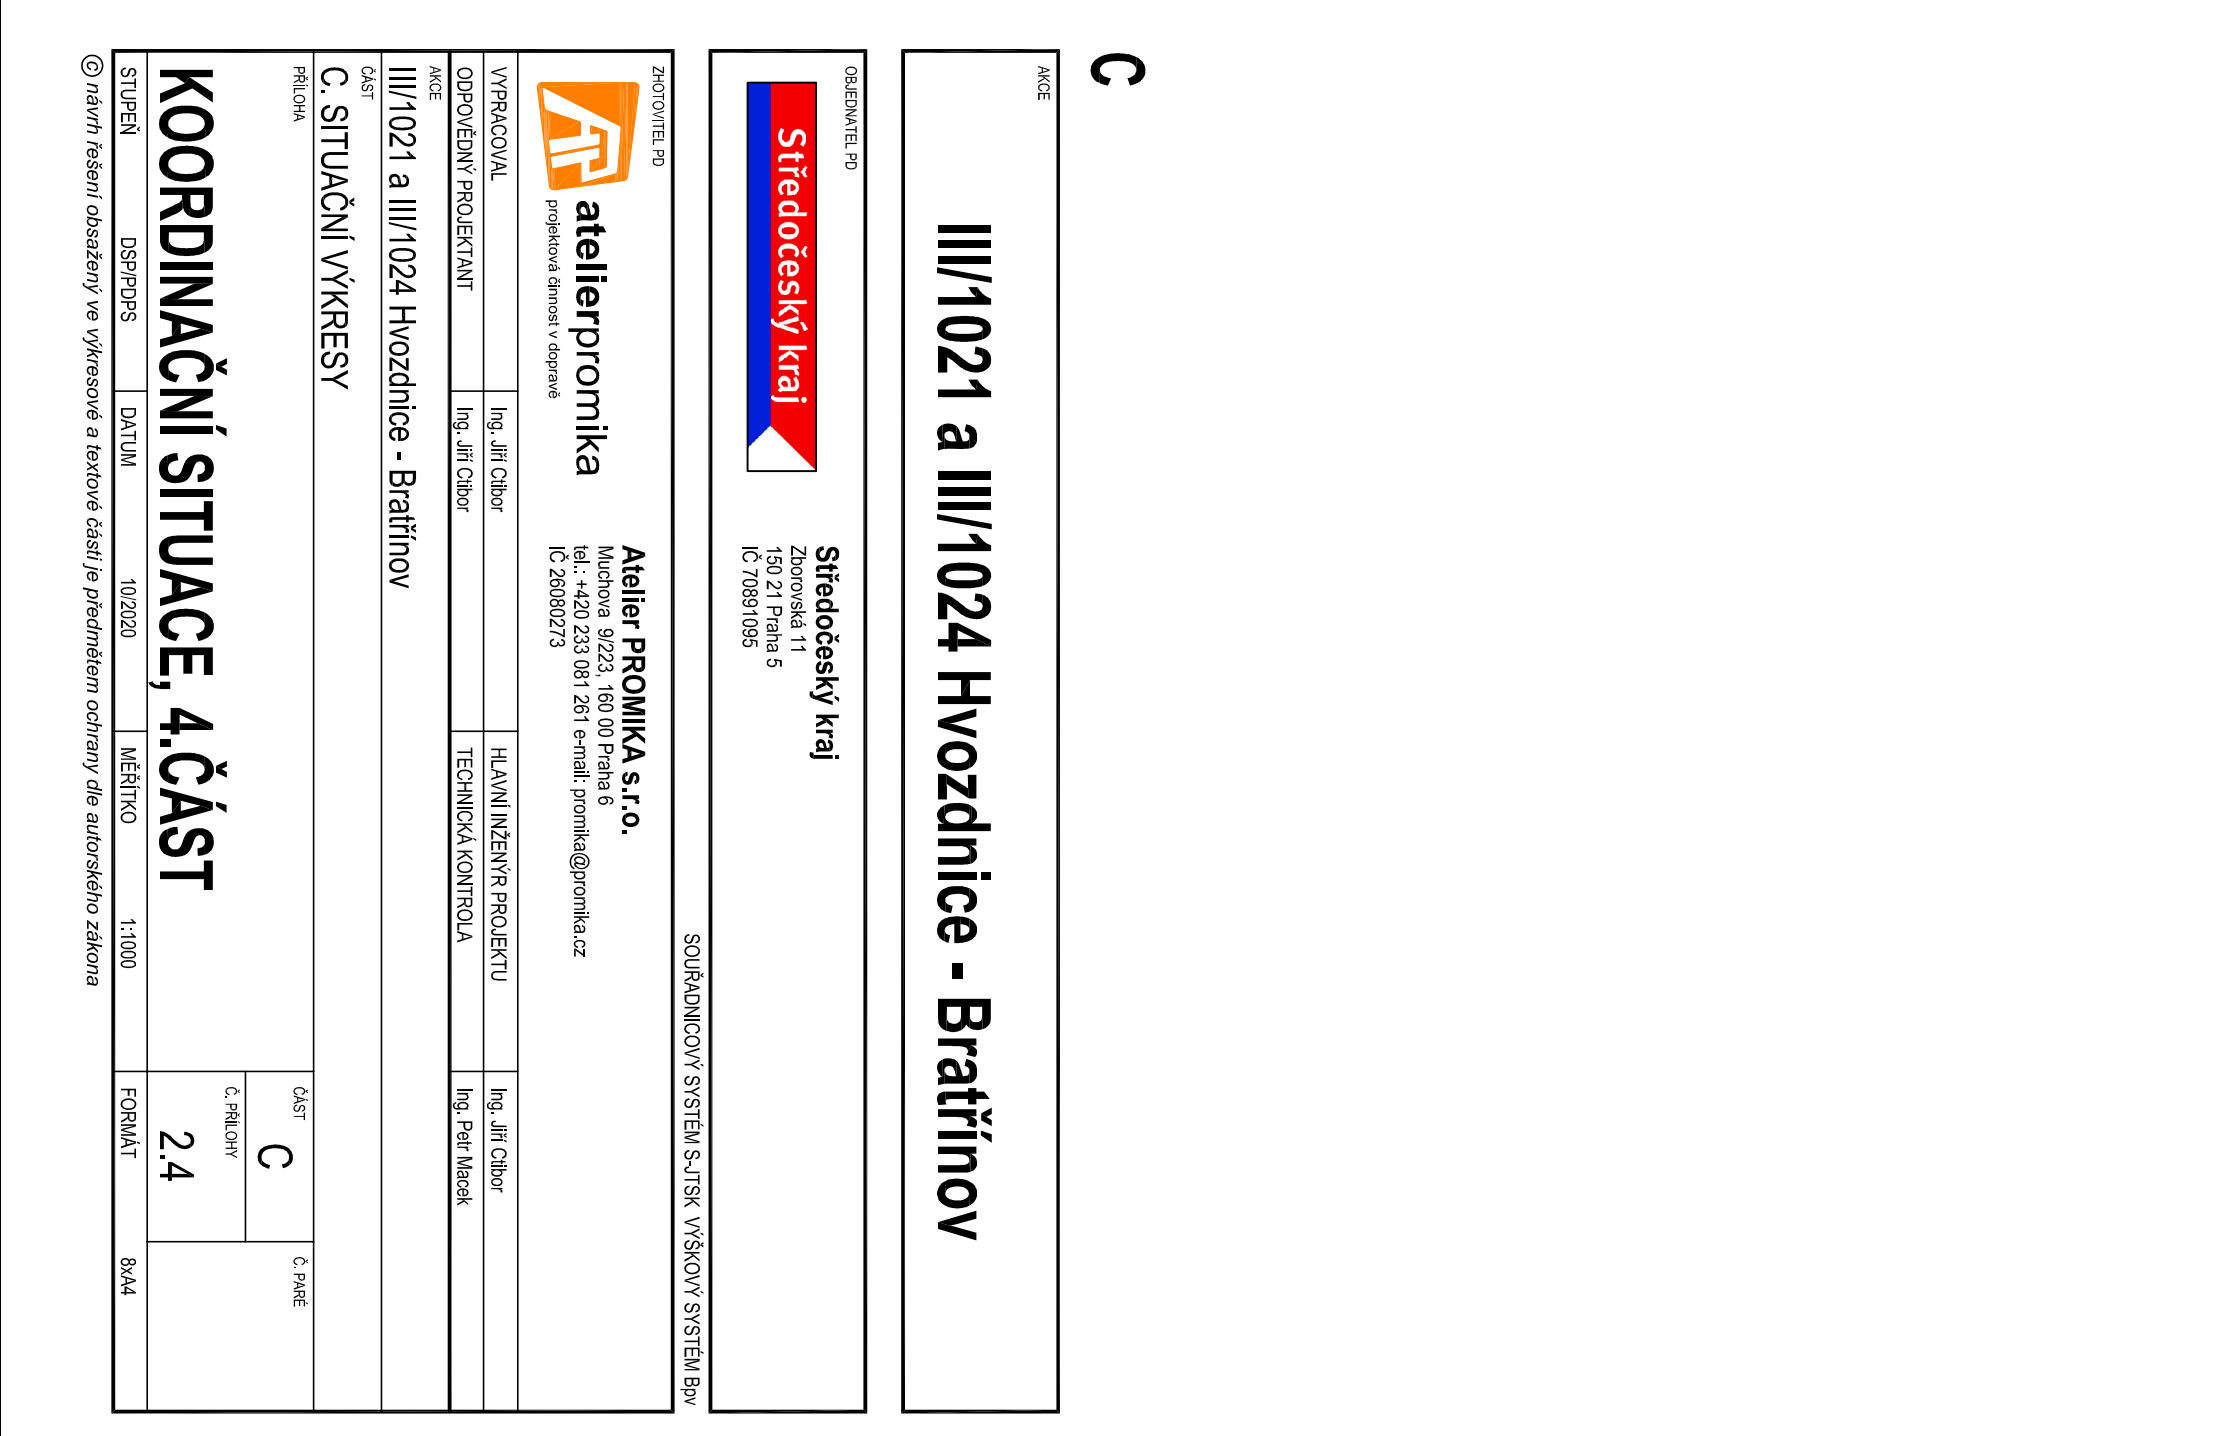 C
AKCE
III/1021 a III/1024 Hvozdnice - Bratřínov
OBJEDNATEL PD
Středočeský kraj
Středočeský kraj
Zborovská 11
150 21 Praha 5
IČ 70891095
SOUŘADNICOVÝ SYSTÉM S-JTSK VÝŠKOVÝ SYSTÉM Bpv
ZHOTOVITEL PD
atelierpromika
projektová činnost v dopravě
Atelier PROMIKA s.r.o.
Muchova 9/223, 160 00 Praha 6
tel.: +420 233 081 261 e-mail: promika@promika.cz
IČ 26080273
VYPRACOVAL Ing. Jiří Ctibor HLAVNÍ INŽENÝR PROJEKTU Ing. Jiří Ctibor
ODPOVĚDNÝ PROJEKTANT Ing. Jiří Ctibor TECHNICKÁ KONTROLA Ing. Petr Macek
AKCE
III/1021 a III/1024 Hvozdnice - Bratřínov
ČÁST
C. SITUAČNÍ VÝKRESY
PŘÍLOHA
KOORDINAČNÍ SITUACE, 4.ČÁST
ČÁST
C
Č. PŘÍLOHY
2.4
Č. PARÉ
STUPEŇ DSP/PDPS DATUM 10/2020 MĚŘÍTKO 1:1000 FORMÁT 8xA4
© návrh řešení obsažený ve výkresové a textové části je předmětem ochrany dle autorského zákona